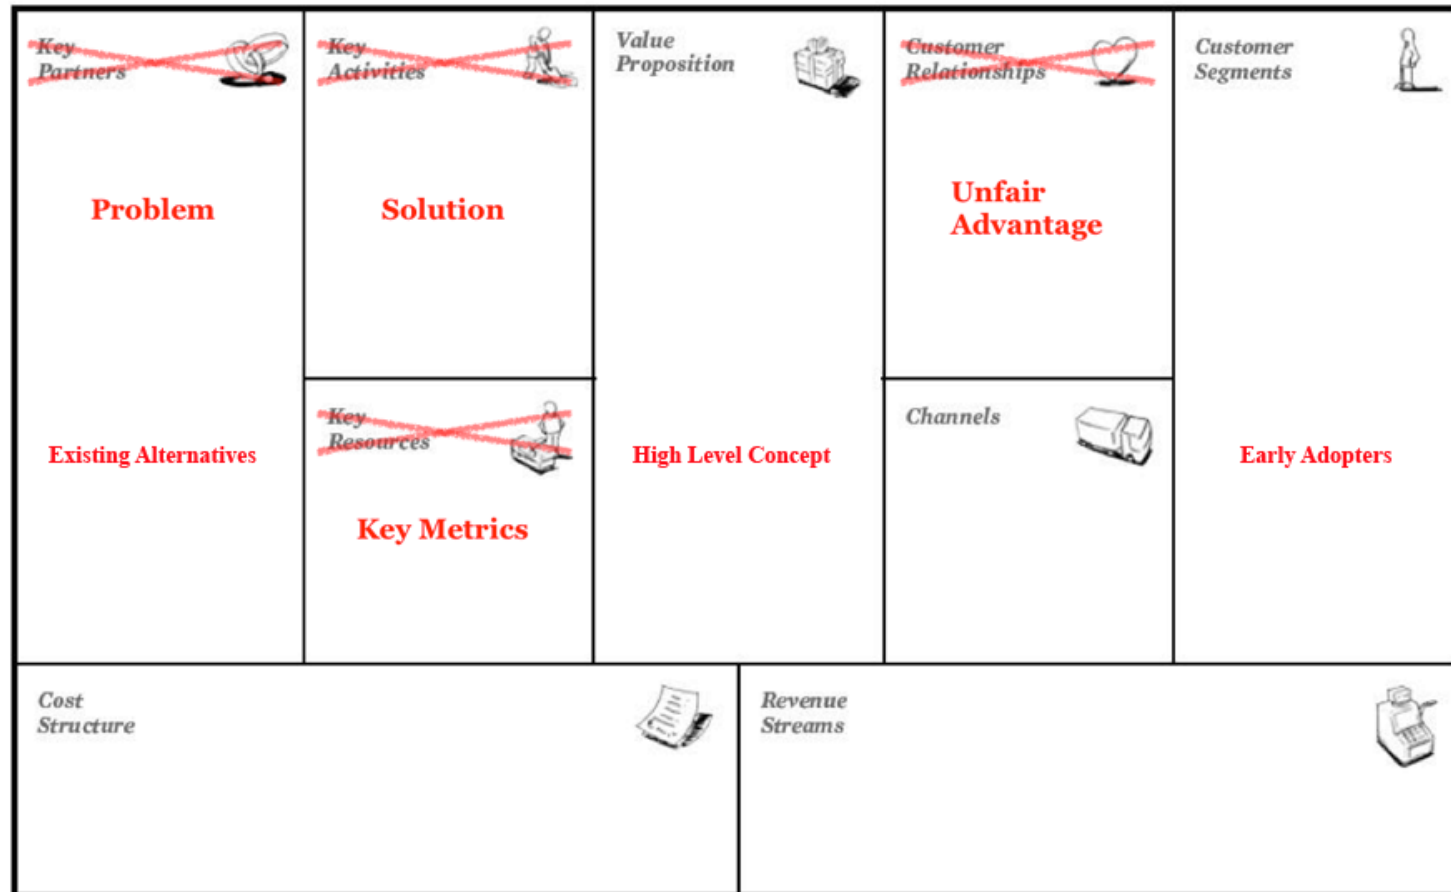 Key
Partners
Problem
Existing Alternatives
Key
Activities
Solution
Key
Resources
Key Metrics
Value
Proposition
High Level Concept
Customer
Relationships
Unfair
Advantage
Channels
Customer
Segments
Early Adopters
Cost
Structure
Revenue
Streams